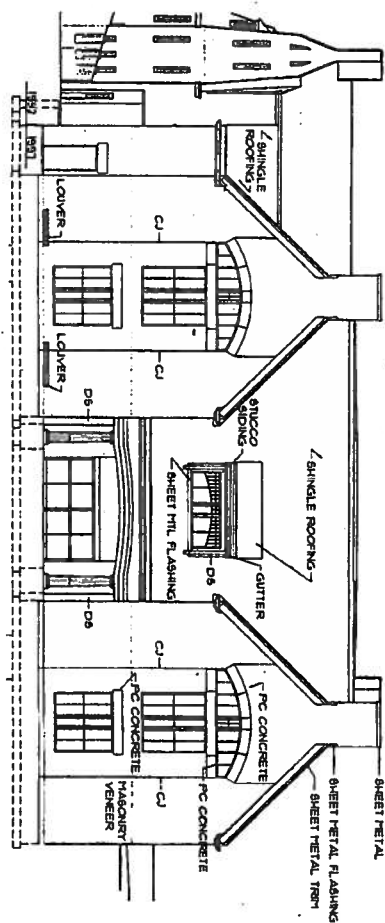 SHINGLE
ROOFING
LOUVER
CJ
CJ
LOUVER
DS
STUCCO
SIDING
SHEET MTL FLASHING
DS
GUTTER
SHINGLE ROOFING
DS
CJ
PC CONCRETE
PC CONCRETE
CJ
MASONRY
VENEER
PC CONCRETE
SHEET METAL
SHEET METAL FLASHING
SHEET METAL TRIM